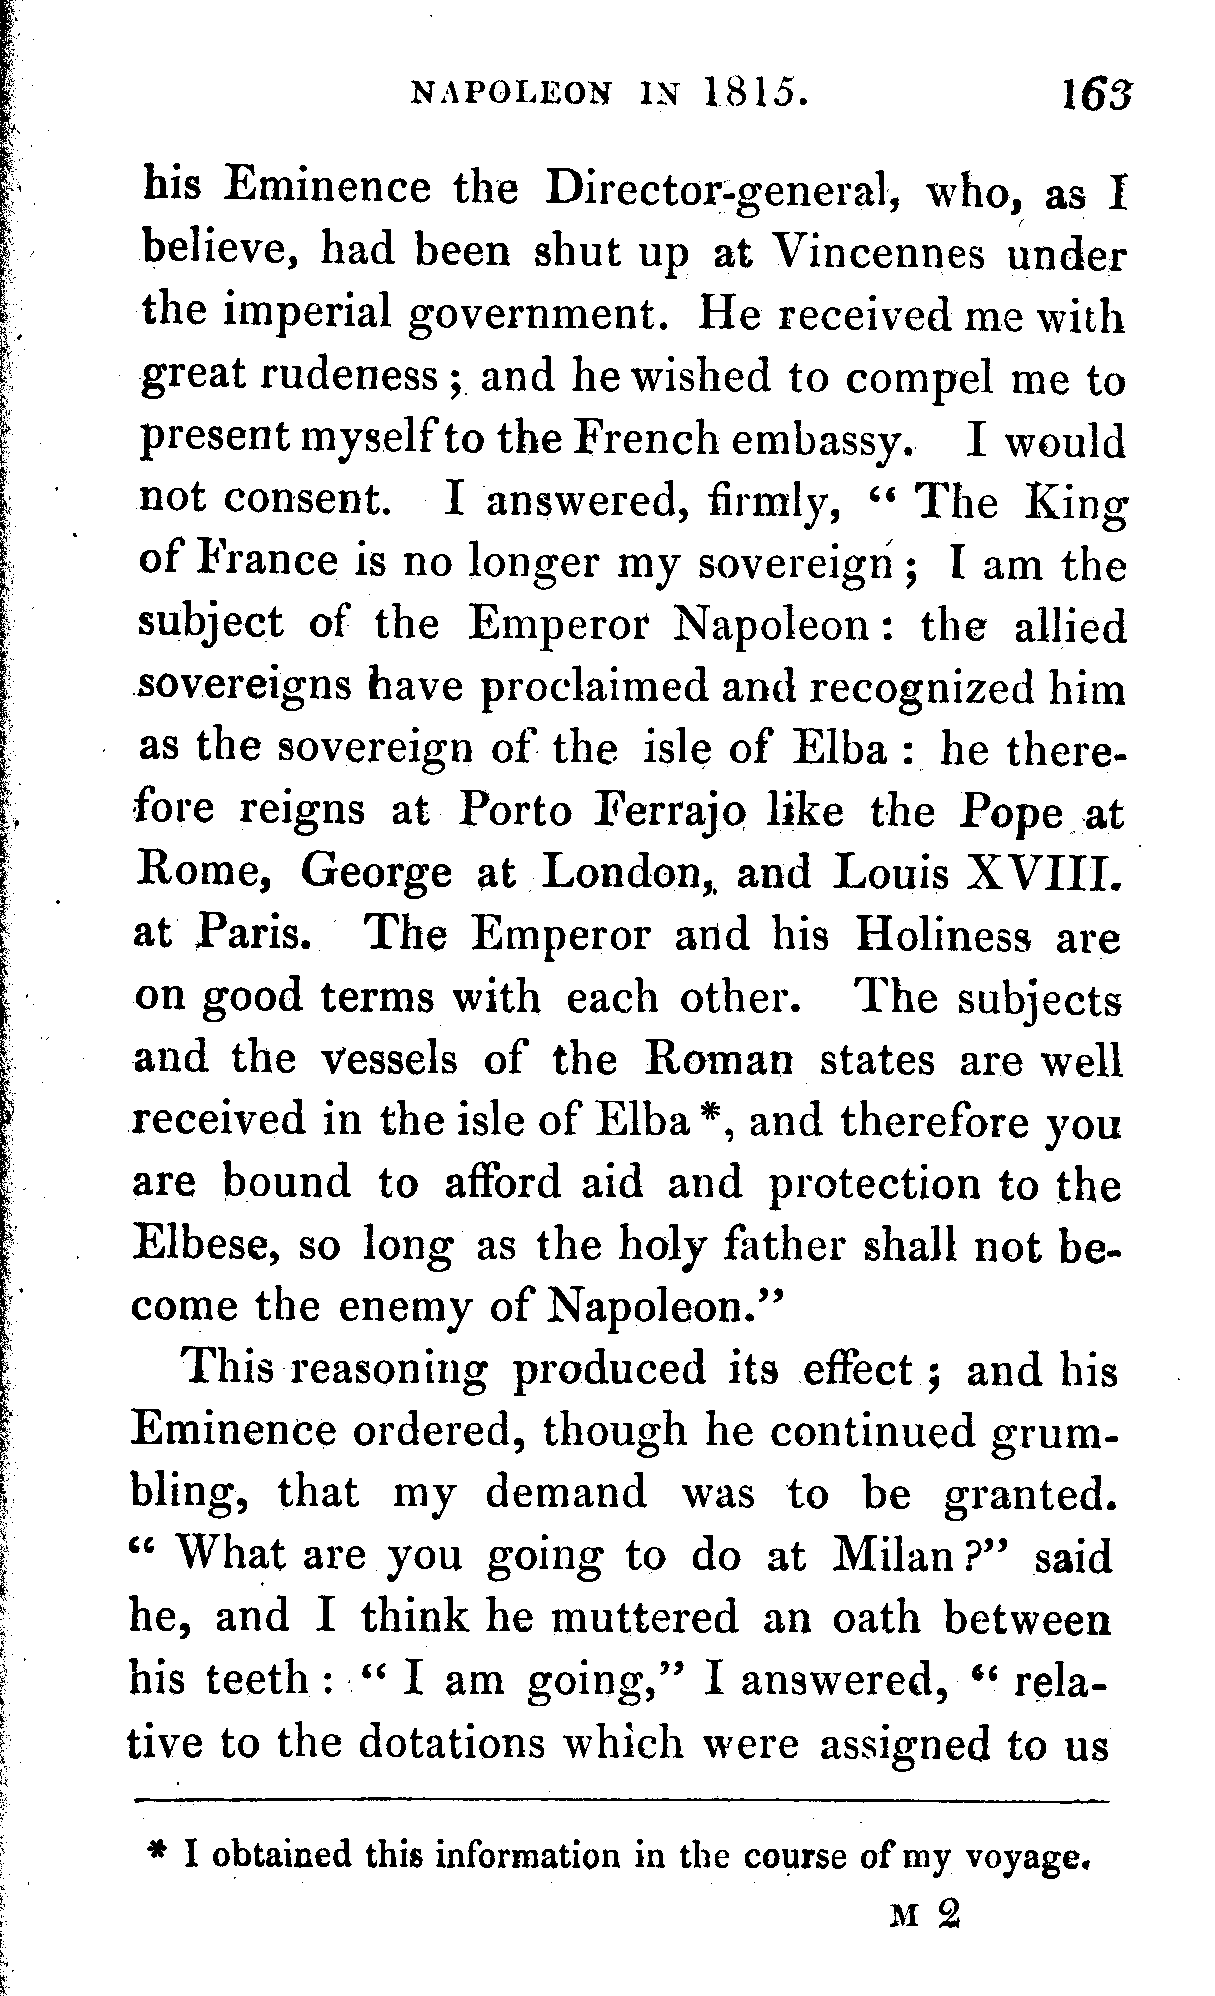 NAPOLEON IN 1815. 163
his Eminence the Director-general, who, as I
believe, had been shut up at Vincennes under
the imperial government. He received me with
great rudeness; and he wished to compel me to
present myself to the French embassy. I would
not consent. I answered, firmly, “ The King
of France is no longer my sovereign; I am the
subject of the Emperor Napoleon: the allied
sovereigns have proclaimed and recognized him
as the sovereign of the isle of Elba: he there-
fore reigns at Porto Ferrajo like the Pope at
Rome, George at London, and Louis XVIII.
at Paris. The Emperor and his Holiness are
on good terms with each other. The subjects
and the vessels of the Roman states are well
received in the isle of Elba *, and therefore you
are bound to afford aid and protection to the
Elbese, so long as the holy father shall not be-
come the enemy of Napoleon.”
This reasoning produced its effect; and his
Eminence ordered, though he continued grum-
bling, that my demand was to be granted.
“ What are you going to do at Milan?” said
he, and I think he muttered an oath between
his teeth: “ I am going,” I answered, “ rela-
tive to the dotations which were assigned to us
* I obtained this information in the course of my voyage.
M 2